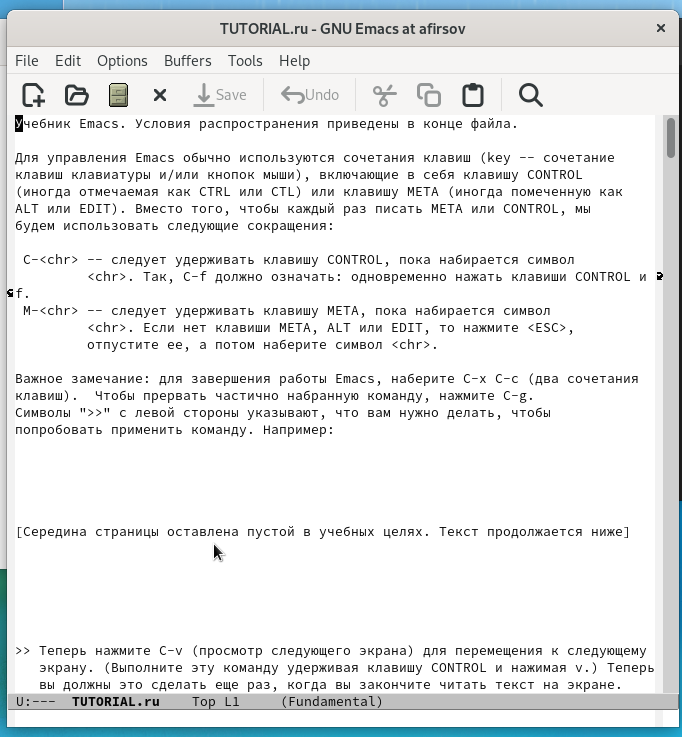 TUTORIAL.ru - GNU Emacs at afirsov
File Edit Options Buffers Tools Help
Save Undo
Учебник Emacs. Условия распространения приведены в конце файла.
Для управления Emacs обычно используются сочетания клавиш (key -- сочетание
клавиш клавиатуры и/или кнопок мыши), включающие в себя клавишу CONTROL
(иногда отмечаемая как CTRL или CTL) или клавишу META (иногда помеченную как
ALT или EDIT). Вместо того, чтобы каждый раз писать META или CONTROL, мы
будем использовать следующие сокращения:
C-<chr> -- следует удерживать клавишу CONTROL, пока набирается символ
<chr>. Так, C-f должно означать: одновременно нажать клавиши CONTROL и
f.
M-<chr> -- следует удерживать клавишу META, пока набирается символ
<chr>. Если нет клавиши META, ALT или EDIT, то нажмите <ESC>,
отпустите ее, а потом наберите символ <chr>.
Важное замечание: для завершения работы Emacs, наберите C-x C-c (два сочетания
клавиш).  Чтобы прервать частично набранную команду, нажмите C-g.
Символы ">>" с левой стороны указывают, что вам нужно делать, чтобы
попробовать применить команду. Например:
[Середина страницы оставлена пустой в учебных целях. Текст продолжается ниже]
>> Теперь нажмите C-v (просмотр следующего экрана) для перемещения к следующему
экрану. (Выполните эту команду удерживая клавишу CONTROL и нажимая v.) Теперь
вы должны это сделать еще раз, когда вы закончите читать текст на экране.
U:--- TUTORIAL.ru Top L1 (Fundamental)